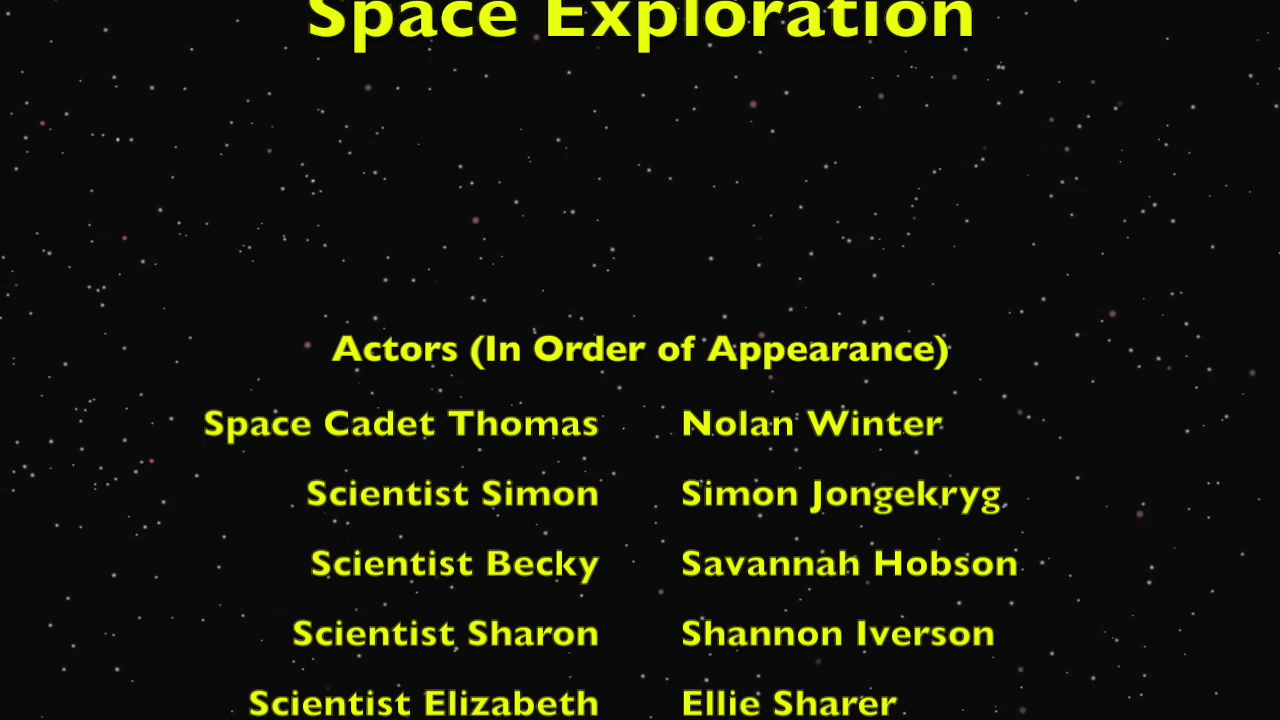 Space Exploration
Actors (In Order of Appearance)
Space Cadet Thomas Nolan Winter
Scientist Simon Simon Jongekryg
Scientist Becky Savannah Hobson
Scientist Sharon Shannon Iverson
Scientist Elizabeth Ellie Sharer